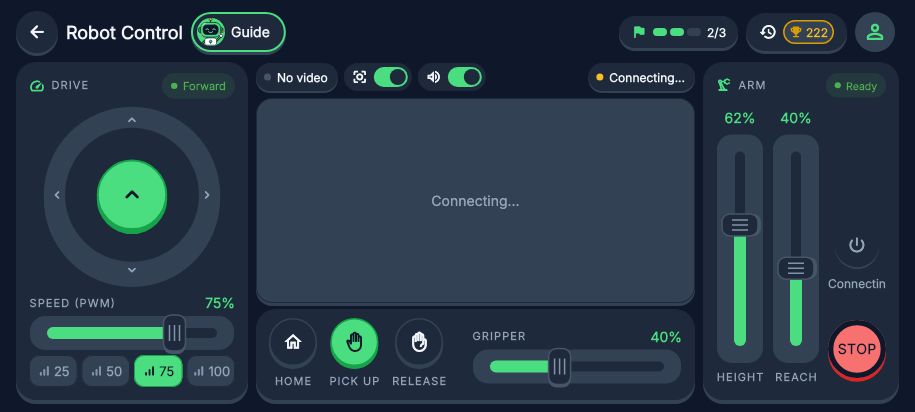 Robot Control
Guide
2/3
222
DRIVE
Forward
SPEED (PWM)
75%
25
50
75
100
No video
Connecting...
Connecting...
HOME
PICK UP
RELEASE
GRIPPER
40%
ARM
Ready
62%
40%
HEIGHT
REACH
Connectin
STOP